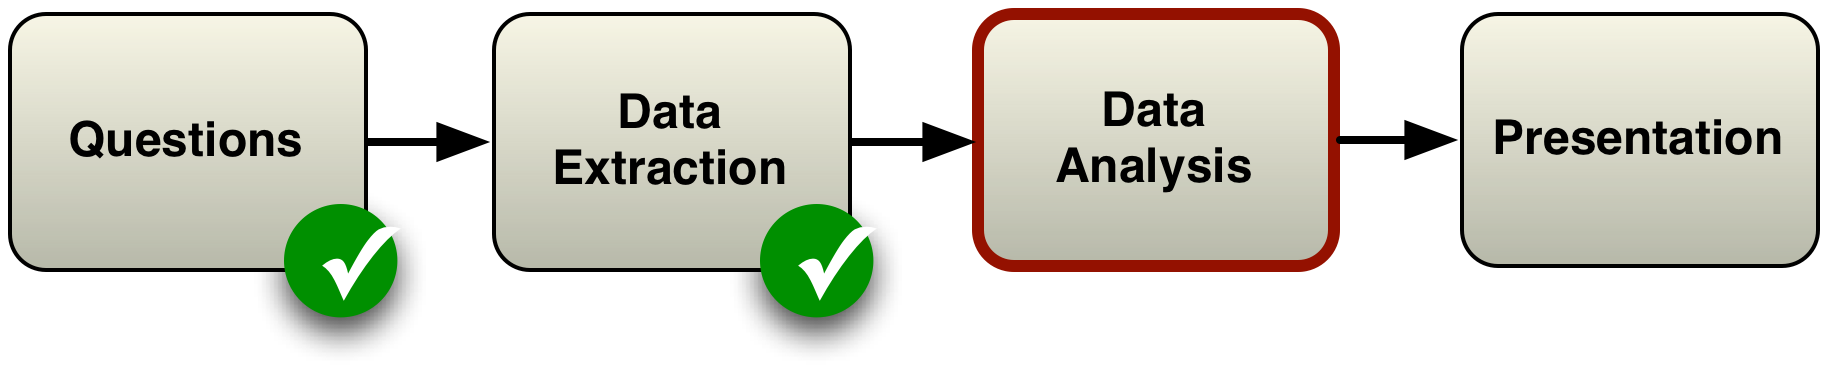 Questions
Data
Extraction
Data
Analysis
Presentation